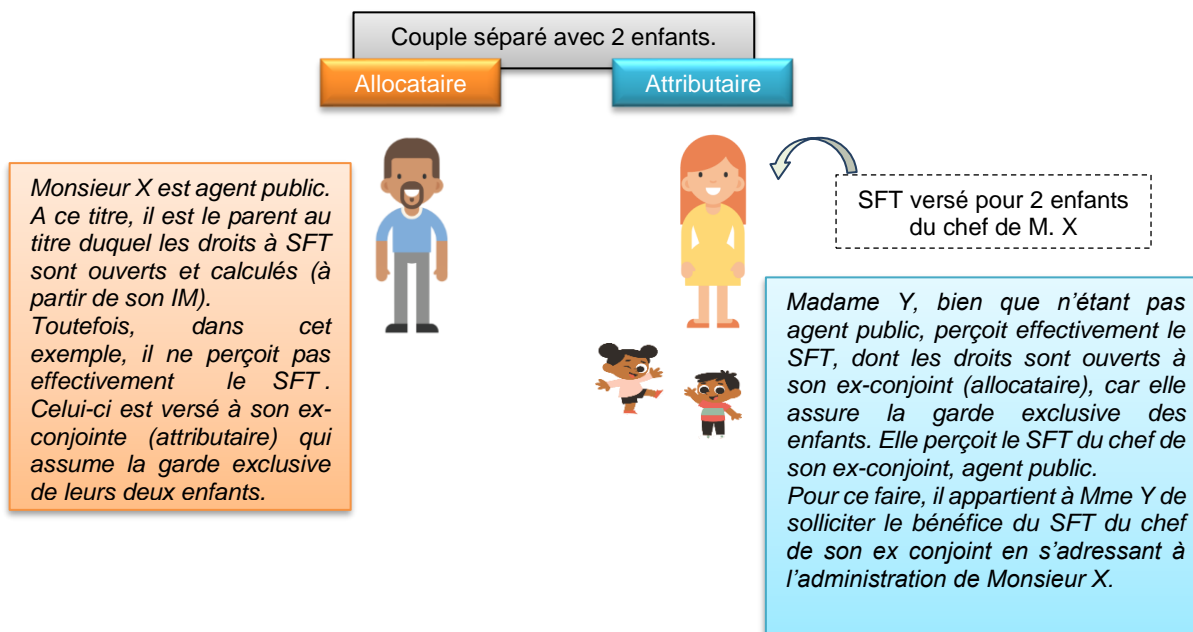 Couple séparé avec 2 enfants.
Allocataire
Attributaire
Monsieur X est agent public.
A ce titre, il est le parent au
titre duquel les droits à SFT
sont ouverts et calculés (à
partir de son IM).
Toutefois, dans cet
exemple, il ne perçoit pas
effectivement le SFT.
Celui-ci est versé à son ex-
conjointe (attributaire) qui
assume la garde exclusive
de leurs deux enfants.
SFT versé pour 2 enfants
du chef de M. X
Madame Y, bien que n’étant pas
agent public, perçoit effectivement le
SFT, dont les droits sont ouverts à
son ex-conjoint (allocataire), car elle
assure la garde exclusive des
enfants. Elle perçoit le SFT du chef de
son ex-conjoint, agent public.
Pour ce faire, il appartient à Mme Y de
solliciter le bénéfice du SFT du chef
de son ex conjoint en s’adressant à
l’administration de Monsieur X.